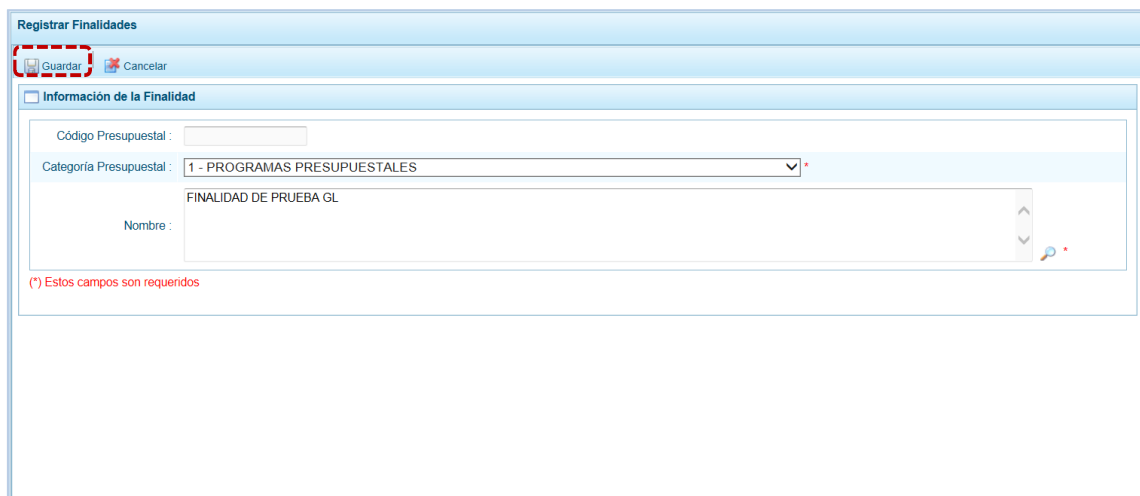 Registrar Finalidades
Guardar Cancelar
Información de la Finalidad
Código Presupuestal :
Categoría Presupuestal : 1 - PROGRAMAS PRESUPUESTALES *
FINALIDAD DE PRUEBA GL
Nombre :
*
(*) Estos campos son requeridos